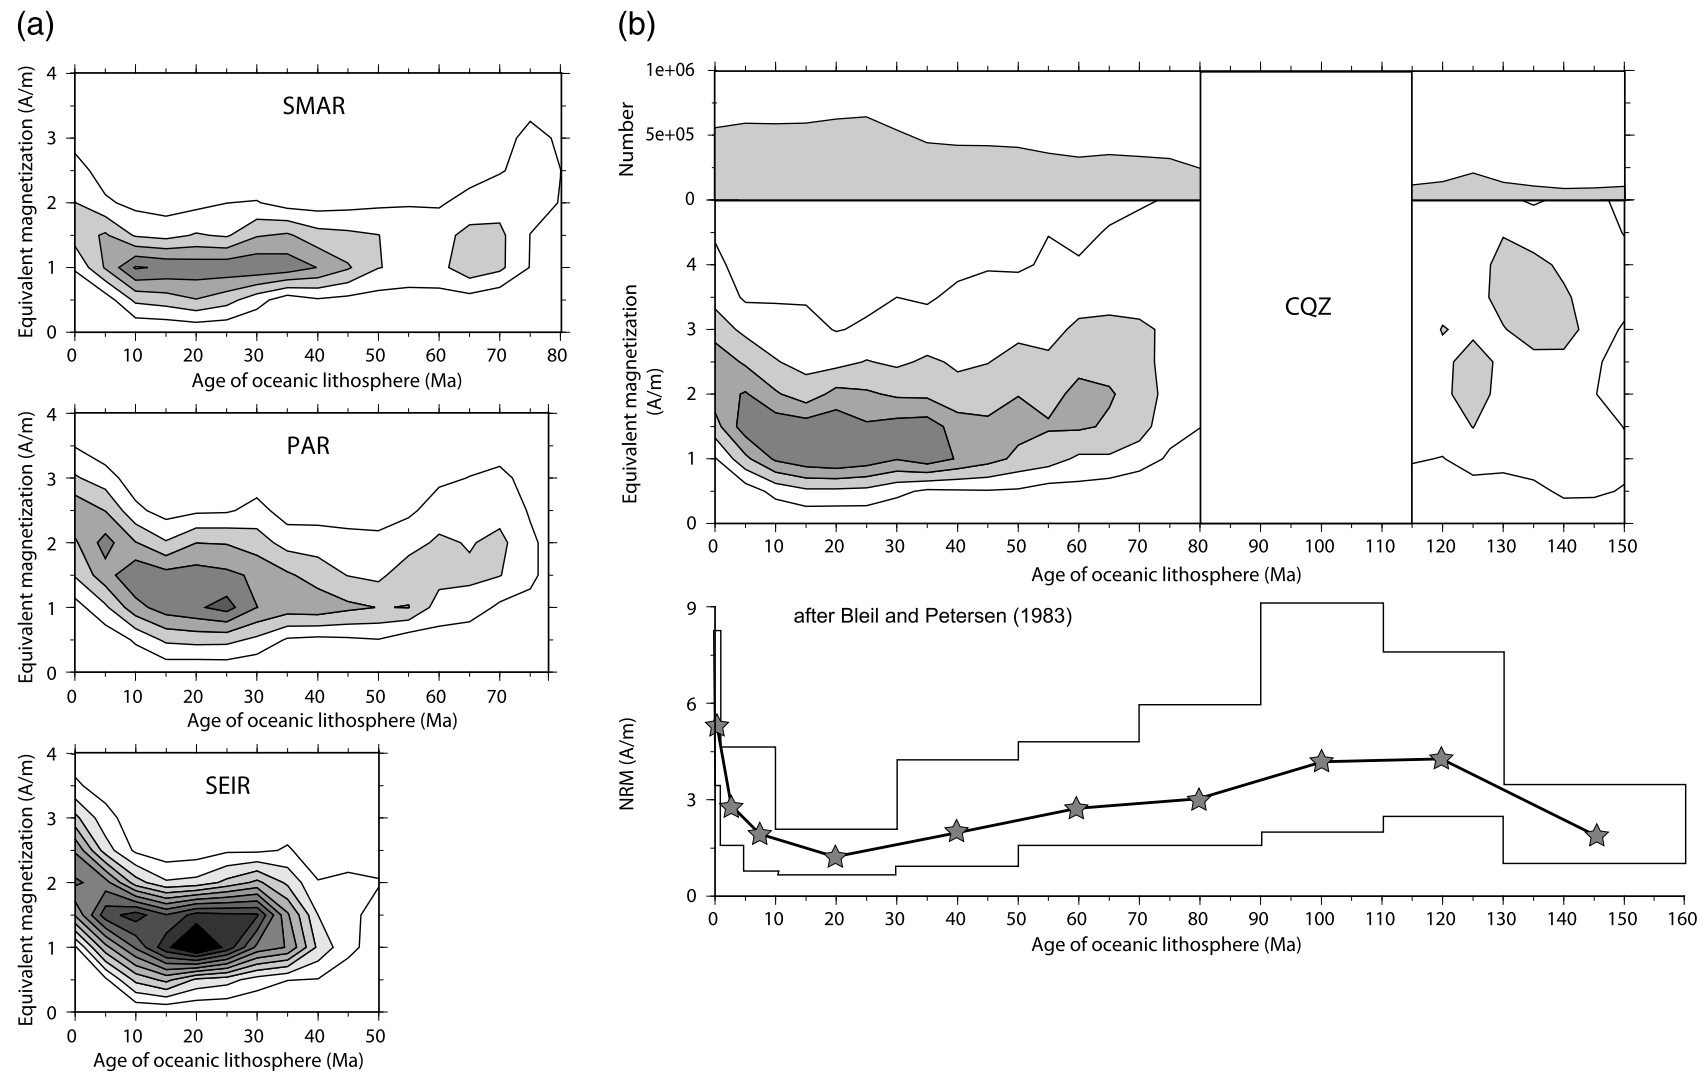 (a)
SMAR
Equivalent magnetization (A/m)
4
3
2
1
0
0 10 20 30 40 50 60 70 80
Age of oceanic lithosphere (Ma)
PAR
Equivalent magnetization (A/m)
4
3
2
1
0
0 10 20 30 40 50 60 70
Age of oceanic lithosphere (Ma)
SEIR
Equivalent magnetization (A/m)
4
3
2
1
0
0 10 20 30 40 50
Age of oceanic lithosphere (Ma)
(b)
Number
1e+06
5e+05
0
Equivalent magnetization
(A/m)
4
3
2
1
0
CQZ
0 10 20 30 40 50 60 70 80 90 100 110 120 130 140 150
Age of oceanic lithosphere (Ma)
after Bleil and Petersen (1983)
NRM (A/m)
9
6
3
0
0 10 20 30 40 50 60 70 80 90 100 110 120 130 140 150 160
Age of oceanic lithosphere (Ma)